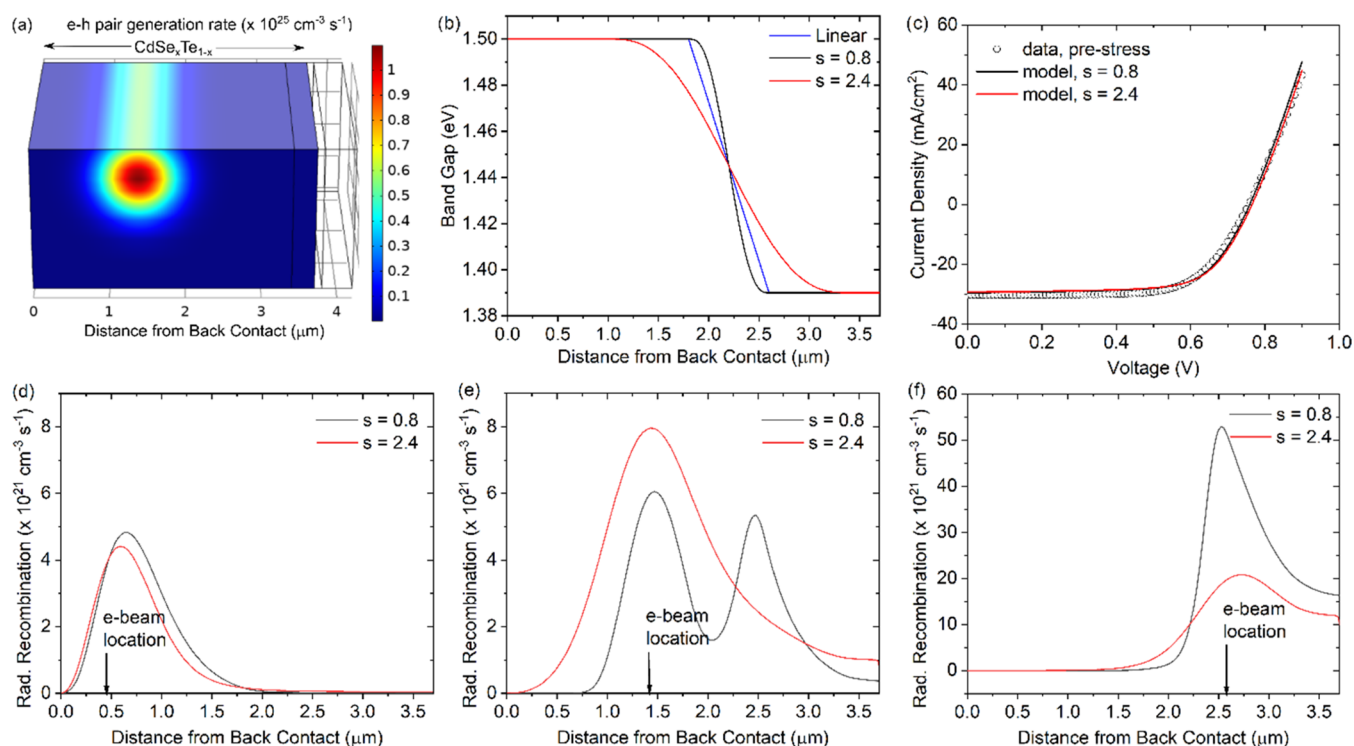 (a)
e-h pair generation rate (x 10²⁵ cm⁻³ s⁻¹)
CdSeₓTe₁₋ₓ
1
0.9
0.8
0.7
0.6
0.5
0.4
0.3
0.2
0.1
0 1 2 3 4
Distance from Back Contact (μm)
(b)
Linear
s = 0.8
s = 2.4
Band Gap (eV)
1.50
1.48
1.46
1.44
1.42
1.40
1.38
0.0 0.5 1.0 1.5 2.0 2.5 3.0 3.5
Distance from Back Contact (μm)
(c)
data, pre-stress
model, s = 0.8
model, s = 2.4
Current Density (mA/cm²)
60
40
20
0
-20
-40
0.0 0.2 0.4 0.6 0.8 1.0
Voltage (V)
(d)
s = 0.8
s = 2.4
Rad. Recombination (x 10²¹ cm⁻³ s⁻¹)
8
6
4
2
0
e-beam
location
0.0 0.5 1.0 1.5 2.0 2.5 3.0 3.5
Distance from Back Contact (μm)
(e)
s = 0.8
s = 2.4
Rad. Recombination (x 10²¹ cm⁻³ s⁻¹)
8
6
4
2
0
e-beam
location
0.0 0.5 1.0 1.5 2.0 2.5 3.0 3.5
Distance from Back Contact (μm)
(f)
s = 0.8
s = 2.4
Rad. Recombination (x 10²¹ cm⁻³ s⁻¹)
60
50
40
30
20
10
0
e-beam
location
0.0 0.5 1.0 1.5 2.0 2.5 3.0 3.5
Distance from Back Contact (μm)